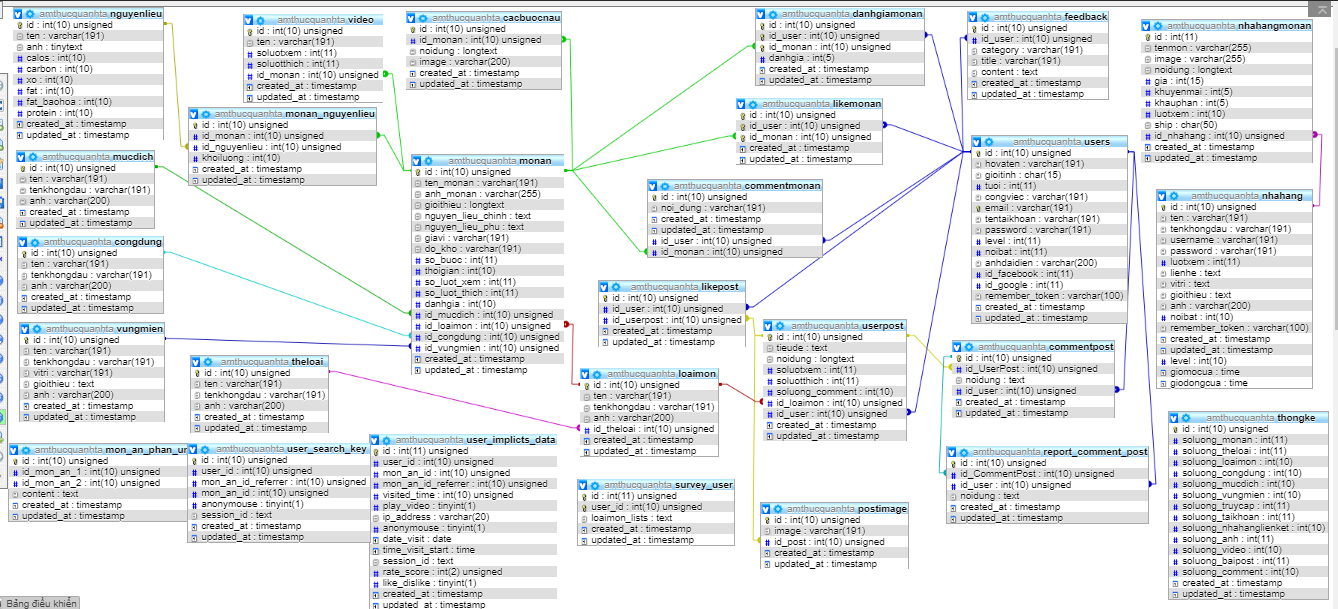 amthucquanhta nguyenlieu
id : int(10) unsigned
ten : varchar(191)
anh : tinytext
calos : int(10)
carbon : int(10)
xo : int(10)
fat : int(10)
fat_baohoa : int(10)
protein : int(10)
created_at : timestamp
updated_at : timestamp
amthucquanhta video
id : int(10) unsigned
ten : varchar(191)
soluotxem : int(11)
soluotthich : int(11)
id_monan : int(10) unsigned
created_at : timestamp
updated_at : timestamp
amthucquanhta cacbuocnau
id : int(10) unsigned
id_monan : int(10) unsigned
noidung : longtext
image : varchar(200)
created_at : timestamp
updated_at : timestamp
amthucquanhta danhgiamonan
id : int(10) unsigned
id_user : int(10) unsigned
id_monan : int(10) unsigned
danhgia : int(5)
created_at : timestamp
updated_at : timestamp
amthucquanhta feedback
id : int(10) unsigned
id_user : int(10) unsigned
category : varchar(191)
title : varchar(191)
content : text
created_at : timestamp
updated_at : timestamp
amthucquanhta nhahangmonan
id : int(11)
tenmon : varchar(255)
image : varchar(255)
noidung : longtext
gia : int(15)
khuyenmai : int(5)
khauphan : int(5)
luotxem : int(10)
ship : char(50)
id_nhahang : int(10) unsigned
created_at : timestamp
updated_at : timestamp
amthucquanhta monan_nguyenlieu
id : int(10) unsigned
id_monan : int(10) unsigned
id_nguyenlieu : int(10) unsigned
khoiluong : int(10)
created_at : timestamp
updated_at : timestamp
amthucquanhta likemonan
id : int(10) unsigned
id_user : int(10) unsigned
id_monan : int(10) unsigned
created_at : timestamp
updated_at : timestamp
amthucquanhta mucdich
id : int(10) unsigned
ten : varchar(191)
tenkhongdau : varchar(191)
anh : varchar(200)
created_at : timestamp
updated_at : timestamp
amthucquanhta monan
id : int(10) unsigned
ten_monan : varchar(191)
anh_monan : varchar(255)
gioithieu : longtext
nguyen_lieu_chinh : text
nguyen_lieu_phu : text
giavi : varchar(191)
do_kho : varchar(191)
so_buoc : int(11)
thoigian : int(10)
so_luot_xem : int(11)
so_luot_thich : int(11)
danhgia : int(10)
id_mucdich : int(10) unsigned
id_loaimon : int(10) unsigned
id_congdung : int(10) unsigned
id_vungmien : int(10) unsigned
created_at : timestamp
updated_at : timestamp
amthucquanhta commentmonan
id : int(10) unsigned
noi_dung : varchar(191)
created_at : timestamp
updated_at : timestamp
id_user : int(10) unsigned
id_monan : int(10) unsigned
amthucquanhta users
id : int(10) unsigned
hovaten : varchar(191)
gioitinh : char(15)
tuoi : int(11)
congviec : varchar(191)
email : varchar(191)
tentaikhoan : varchar(191)
password : varchar(191)
level : int(11)
noibat : int(11)
anhdaidien : varchar(200)
id_facebook : int(11)
id_google : int(11)
remember_token : varchar(100)
created_at : timestamp
updated_at : timestamp
amthucquanhta nhahang
id : int(10) unsigned
ten : varchar(191)
tenkhongdau : varchar(191)
username : varchar(191)
password : varchar(191)
luotxem : int(11)
lienhe : text
vitri : text
gioithieu : text
anh : varchar(200)
noibat : int(10)
remember_token : varchar(100)
created_at : timestamp
updated_at : timestamp
level : int(10)
giomocua : time
giodongcua : time
amthucquanhta congdung
id : int(10) unsigned
ten : varchar(191)
tenkhongdau : varchar(191)
anh : varchar(200)
created_at : timestamp
updated_at : timestamp
amthucquanhta likepost
id : int(10) unsigned
id_user : int(10) unsigned
id_userpost : int(10) unsigned
created_at : timestamp
updated_at : timestamp
amthucquanhta vungmien
id : int(10) unsigned
ten : varchar(191)
tenkhongdau : varchar(191)
vitri : varchar(191)
gioithieu : text
anh : varchar(200)
created_at : timestamp
updated_at : timestamp
amthucquanhta theloai
id : int(10) unsigned
ten : varchar(191)
tenkhongdau : varchar(191)
anh : varchar(200)
created_at : timestamp
updated_at : timestamp
amthucquanhta loaimon
id : int(10) unsigned
ten : varchar(191)
tenkhongdau : varchar(191)
anh : varchar(200)
id_theloai : int(10) unsigned
created_at : timestamp
updated_at : timestamp
amthucquanhta userpost
id : int(10) unsigned
tieude : text
noidung : longtext
soluotxem : int(11)
soluotthich : int(11)
soluong_comment : int(10)
id_loaimon : int(10) unsigned
id_user : int(10) unsigned
created_at : timestamp
updated_at : timestamp
amthucquanhta commentpost
id : int(10) unsigned
id_UserPost : int(10) unsigned
noidung : text
id_user : int(10) unsigned
created_at : timestamp
updated_at : timestamp
amthucquanhta mon_an_phan_un
id : int(10) unsigned
id_mon_an_1 : int(10) unsigned
id_mon_an_2 : int(10) unsigned
content : text
created_at : timestamp
updated_at : timestamp
amthucquanhta user_search_key
id : int(10) unsigned
user_id : int(10) unsigned
mon_an_id_referrer : int(10) unsigned
mon_an_id : int(10) unsigned
anonymouse : tinyint(1)
session_id : text
created_at : timestamp
updated_at : timestamp
amthucquanhta user_implicts_data
id : int(11) unsigned
user_id : int(10) unsigned
mon_an_id : int(10) unsigned
mon_an_id_referrer : int(10) unsigned
visited_time : int(10) unsigned
play_video : tinyint(1)
ip_address : varchar(20)
anonymouse : tinyint(1)
date_visit : date
time_visit_start : time
session_id : text
rate_score : int(2) unsigned
like_dislike : tinyint(1)
created_at : timestamp
updated_at : timestamp
amthucquanhta survey_user
id : int(11) unsigned
user_id : int(10) unsigned
loaimon_lists : text
created_at : timestamp
updated_at : timestamp
amthucquanhta postimage
id : int(10) unsigned
image : varchar(191)
id_post : int(10) unsigned
created_at : timestamp
updated_at : timestamp
amthucquanhta report_comment_post
id : int(10) unsigned
id_CommentPost : int(10) unsigned
id_user : int(10) unsigned
noidung : text
created_at : timestamp
updated_at : timestamp
amthucquanhta thongke
id : int(10) unsigned
soluong_monan : int(11)
soluong_theloai : int(11)
soluong_loaimon : int(10)
soluong_congdung : int(10)
soluong_mucdich : int(10)
soluong_vungmien : int(10)
soluong_truycap : int(11)
soluong_taikhoan : int(11)
soluong_nhahanglienket : int(10)
soluong_anh : int(11)
soluong_video : int(10)
soluong_baipost : int(11)
soluong_comment : int(10)
created_at : timestamp
updated_at : timestamp
Bảng điều khiển